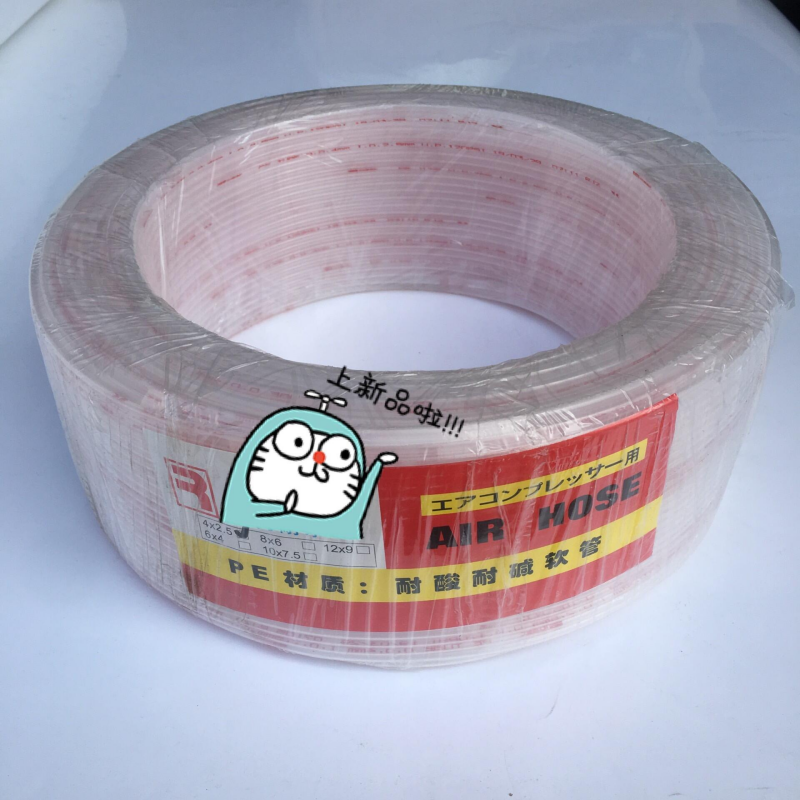 上新品啦!!!
エアコンプレッサー用
AIR HOSE
4x2.5
6x4
8x6
10x7.5
12x9
PE材质：耐酸耐碱软管